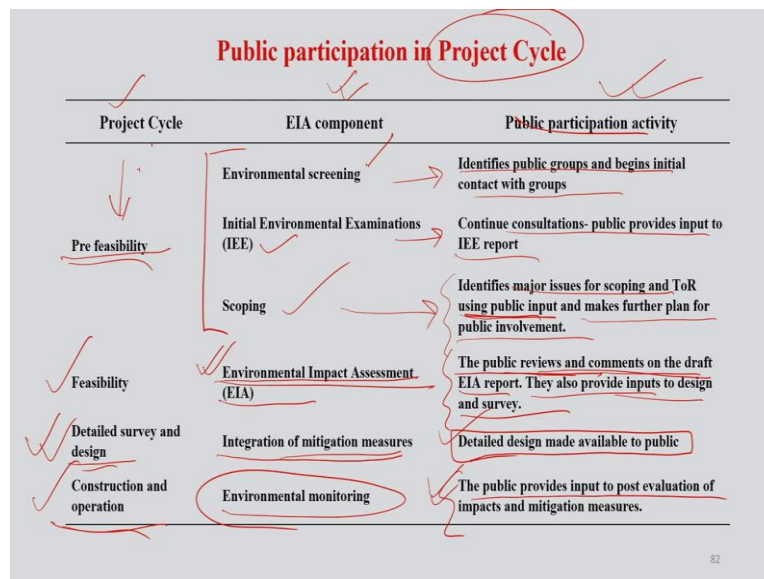 Public participation in Project Cycle
Project Cycle EIA component Public participation activity
Environmental screening
Identifies public groups and begins initial
contact with groups
Pre feasibility
Initial Environmental Examinations
(IEE)
Continue consultations- public provides input to
IEE report
Scoping
Identifies major issues for scoping and ToR
using public input and makes further plan for
public involvement.
Feasibility
Environmental Impact Assessment
(EIA)
The public reviews and comments on the draft
EIA report. They also provide inputs to design
and survey.
Detailed survey and
design
Integration of mitigation measures
Detailed design made available to public
Construction and
operation
Environmental monitoring
The public provides input to post evaluation of
impacts and mitigation measures.
82